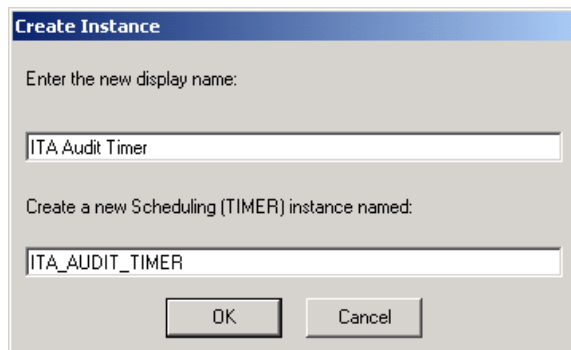 Create Instance
Enter the new display name:
ITA Audit Timer
Create a new Scheduling (TIMER) instance named:
ITA_AUDIT_TIMER
OK Cancel